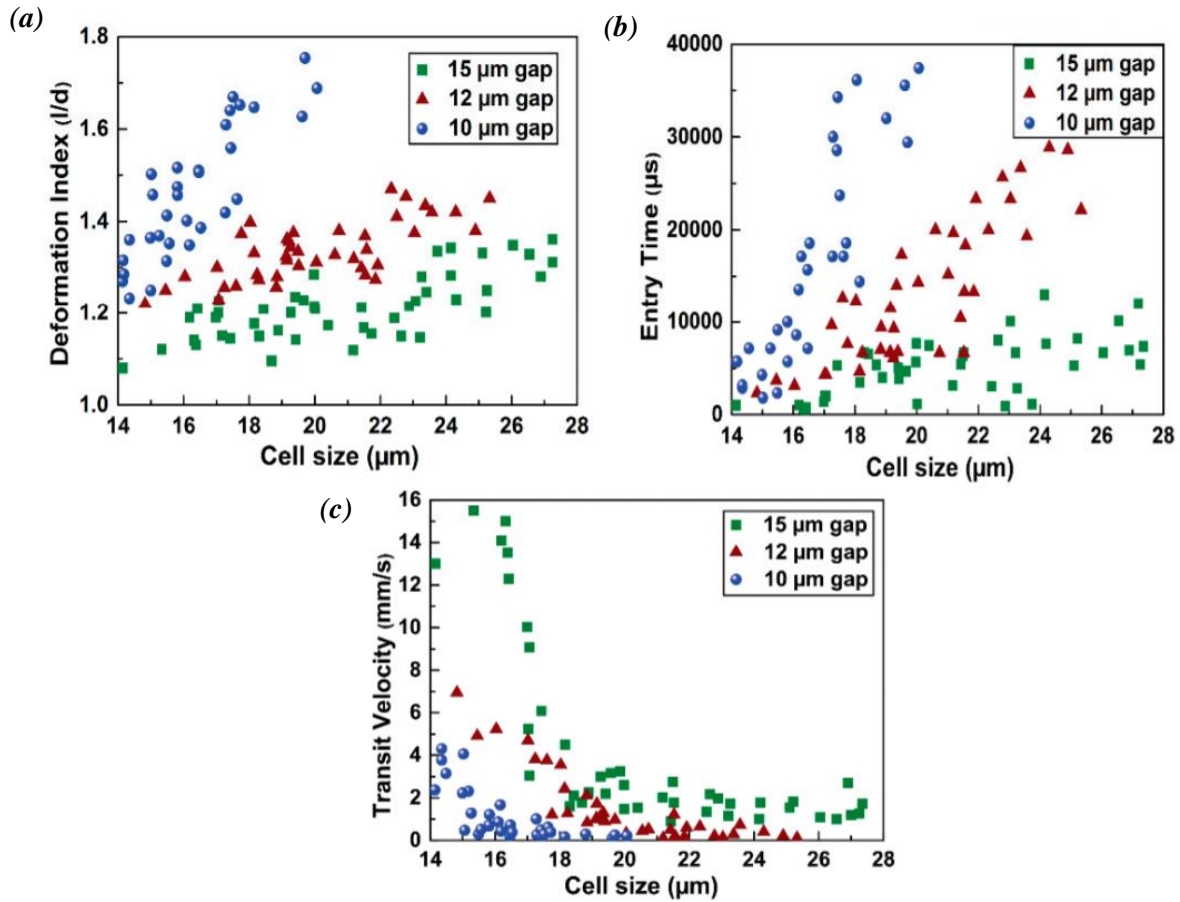 (a)
1.8
1.6
1.4
1.2
1.0
Deformation Index (l/d)
15 µm gap
12 µm gap
10 µm gap
14 16 18 20 22 24 26 28
Cell size (µm)
(b)
40000
30000
20000
10000
0
Entry Time (µs)
15 µm gap
12 µm gap
10 µm gap
14 16 18 20 22 24 26 28
Cell size (µm)
(c)
16
14
12
10
8
6
4
2
0
Transit Velocity (mm/s)
15 µm gap
12 µm gap
10 µm gap
14 16 18 20 22 24 26 28
Cell size (µm)